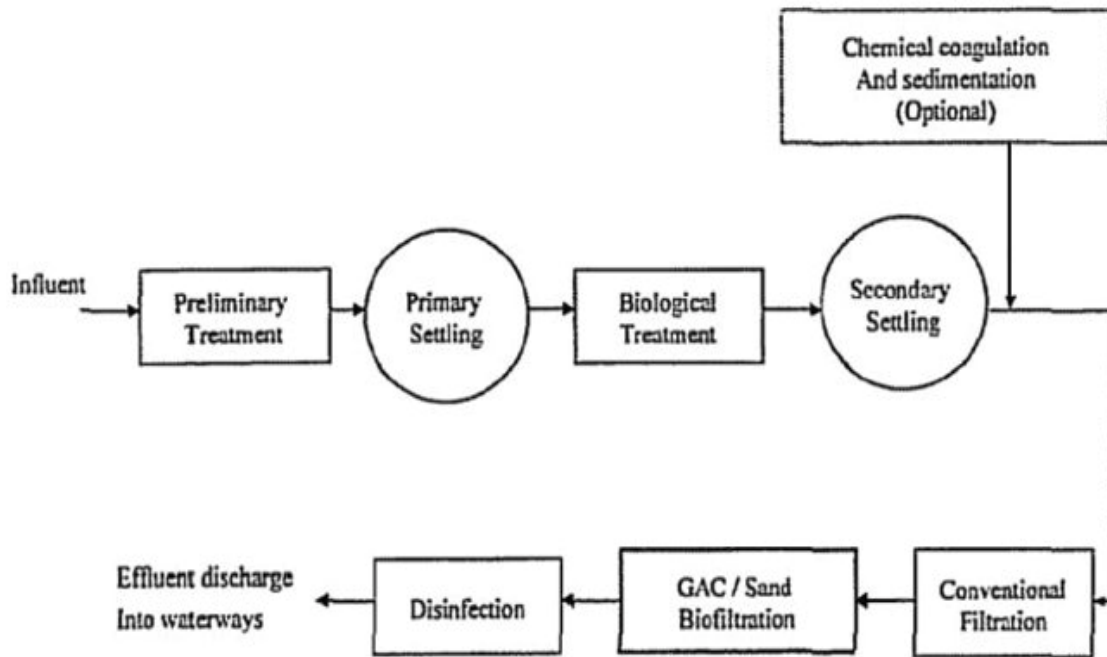 Chemical coagulation
And sedimentation
(Optional)
Influent
Preliminary
Treatment
Primary
Settling
Biological
Treatment
Secondary
Settling
Conventional
Filtration
GAC / Sand
Biofiltration
Disinfection
Effluent discharge
Into waterways